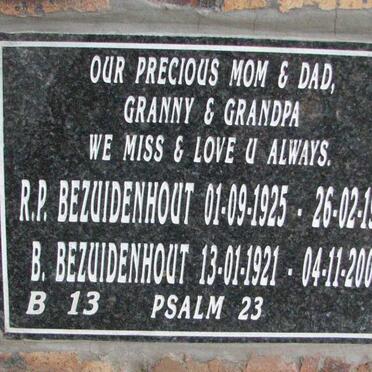 OUR PRECIOUS MOM & DAD,
GRANNY & GRANDPA
WE MISS & LOVE U ALWAYS.
R.P. BEZUIDENHOUT 01-09-1925 - 26-02-19
B. BEZUIDENHOUT 13-01-1921 - 04-11-200
B 13 PSALM 23